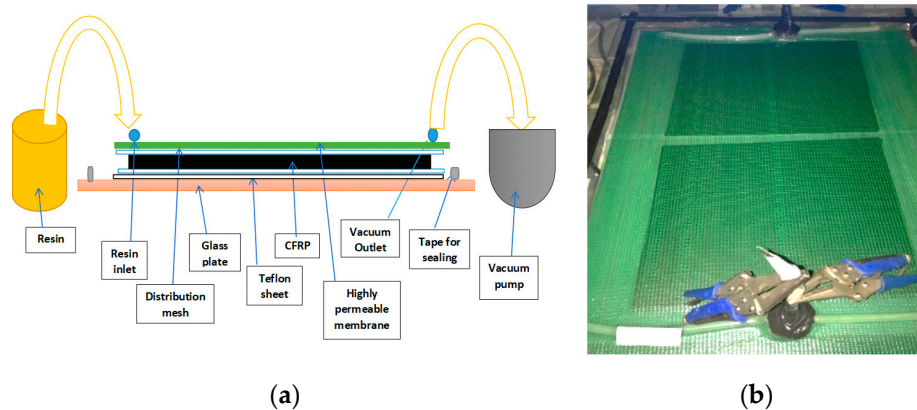 Resin
Resin
inlet
Distribution
mesh
Glass
plate
Teflon
sheet
CFRP
Highly
permeable
membrane
Vacuum
Outlet
Tape for
sealing
Vacuum
pump
(a)
(b)